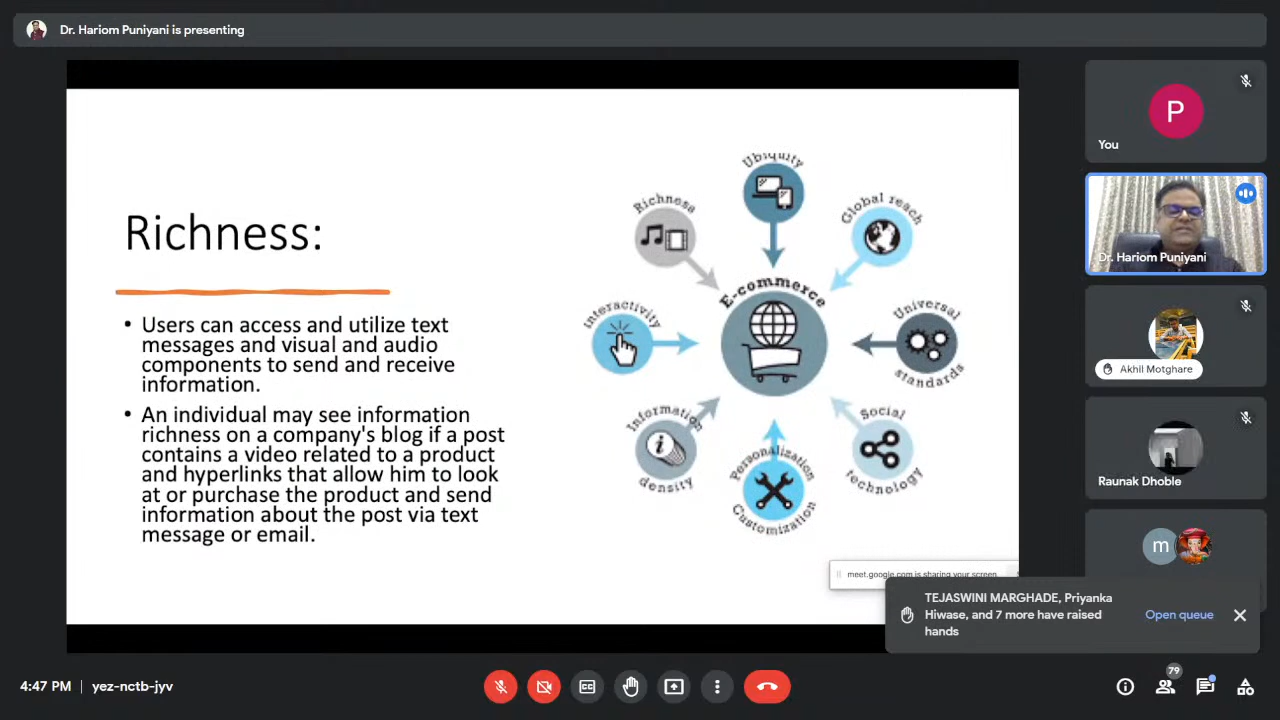 Dr. Hariom Puniyani is presenting
Richness:
• Users can access and utilize text
messages and visual and audio
components to send and receive
information.
• An individual may see information
richness on a company's blog if a post
contains a video related to a product
and hyperlinks that allow him to look
at or purchase the product and send
information about the post via text
message or email.
Ubiquity
Richness
Global reach
E-commerce
Interactivity
Universal
standards
Information
density
Social
technology
Personalization
Customization
meet.google.com is sharing your screen.
P
You
Dr. Hariom Puniyani
Akhil Motghare
Raunak Dhoble
m
TEJASWINI MARGHADE, Priyanka
Hiwase, and 7 more have raised
hands
Open queue
4:47 PM | yez-nctb-jyv
CC
79